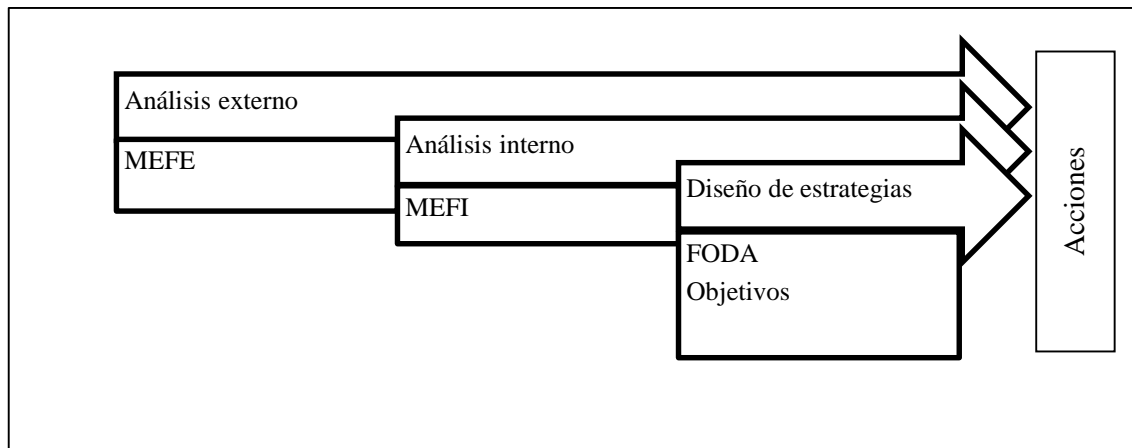 Análisis externo
MEFE
Análisis interno
MEFI
Diseño de estrategias
FODA
Objetivos
Acciones